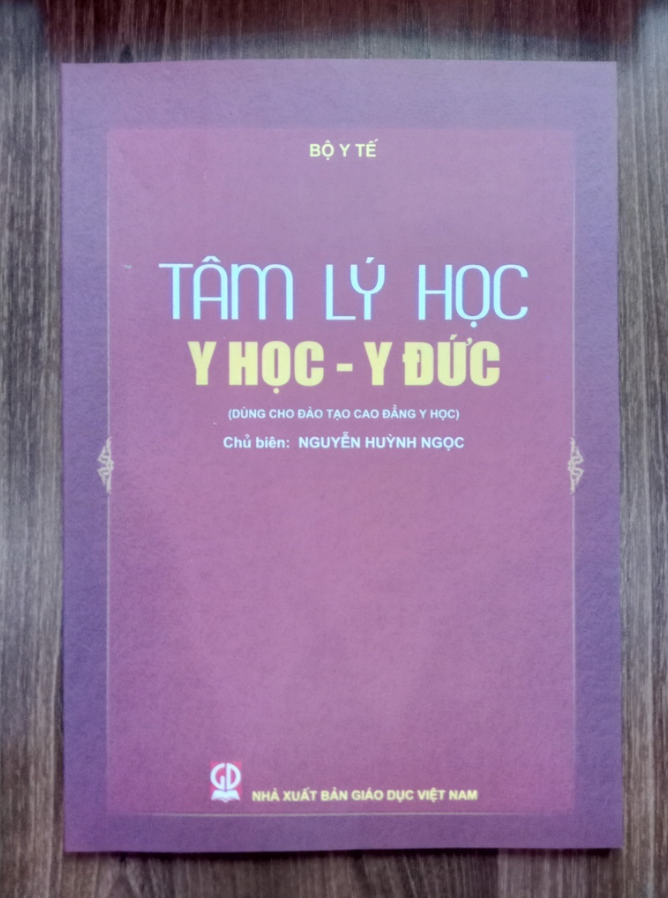 BỘ Y TẾ
TÂM LÝ HỌC
Y HỌC - Y ĐỨC
(DÙNG CHO ĐÀO TẠO CAO ĐẲNG Y HỌC)
Chủ biên: NGUYỄN HUỲNH NGỌC
GD
NHÀ XUẤT BẢN GIÁO DỤC VIỆT NAM